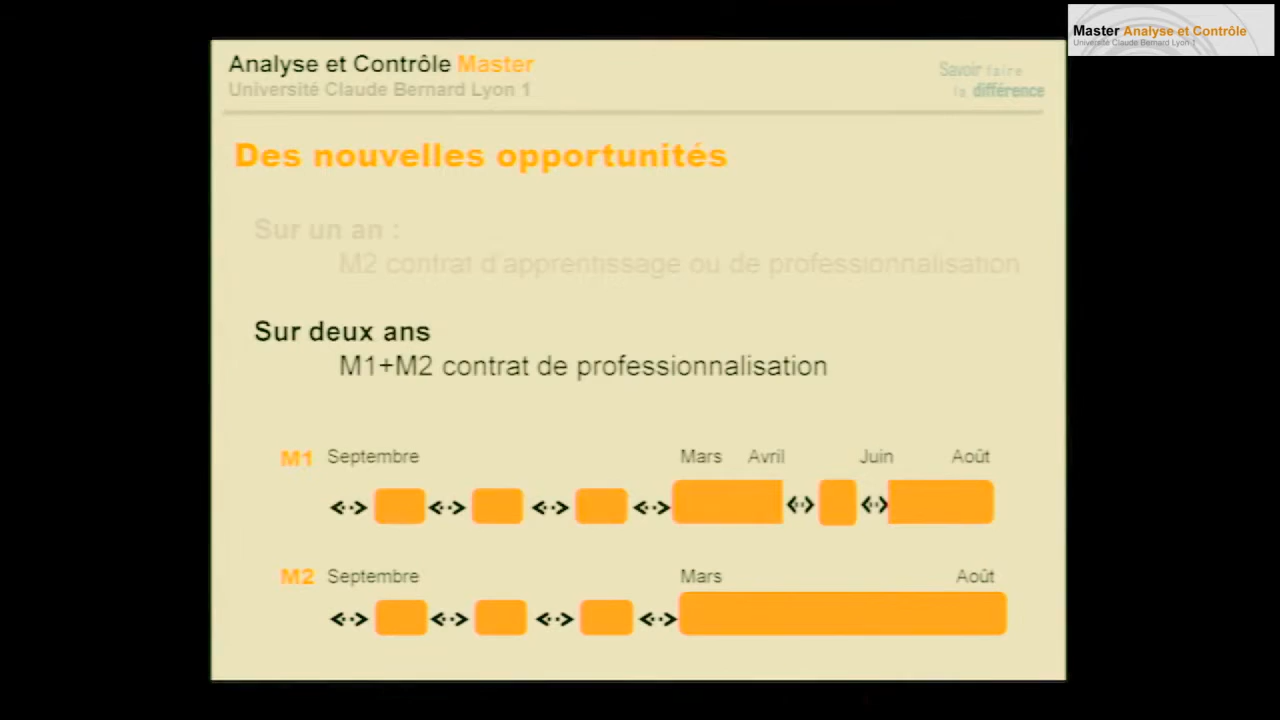 Master Analyse et Contrôle
Université Claude Bernard Lyon 1
Analyse et Contrôle Master
Université Claude Bernard Lyon 1
Savoir faire
la différence
Des nouvelles opportunités
Sur un an :
M2 contrat d'apprentissage ou de professionnalisation
Sur deux ans
M1+M2 contrat de professionnalisation
M1 Septembre Mars Avril Juin Août
M2 Septembre Mars Août